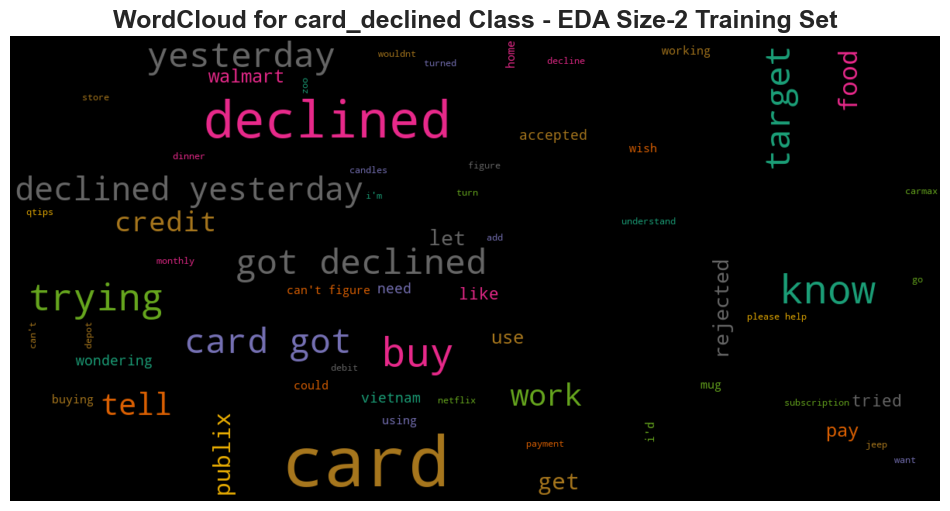 WordCloud for card_declined Class - EDA Size-2 Training Set
yesterday
wouldnt
turned
home
decline
working
target
food
walmart
zoo
store
declined
accepted
wish
dinner
candles
figure
declined yesterday
i'm
turn
carmax
qtips
credit
understand
let
add
got declined
monthly
can't figure
need
like
rejected
know
go
trying
please help
can't
depot
wondering
card got
debit
buy
use
buying
tell
could
vietnam
netflix
work
mug
subscription
tried
using
i'd
pay
publix
card
payment
jeep
get
want